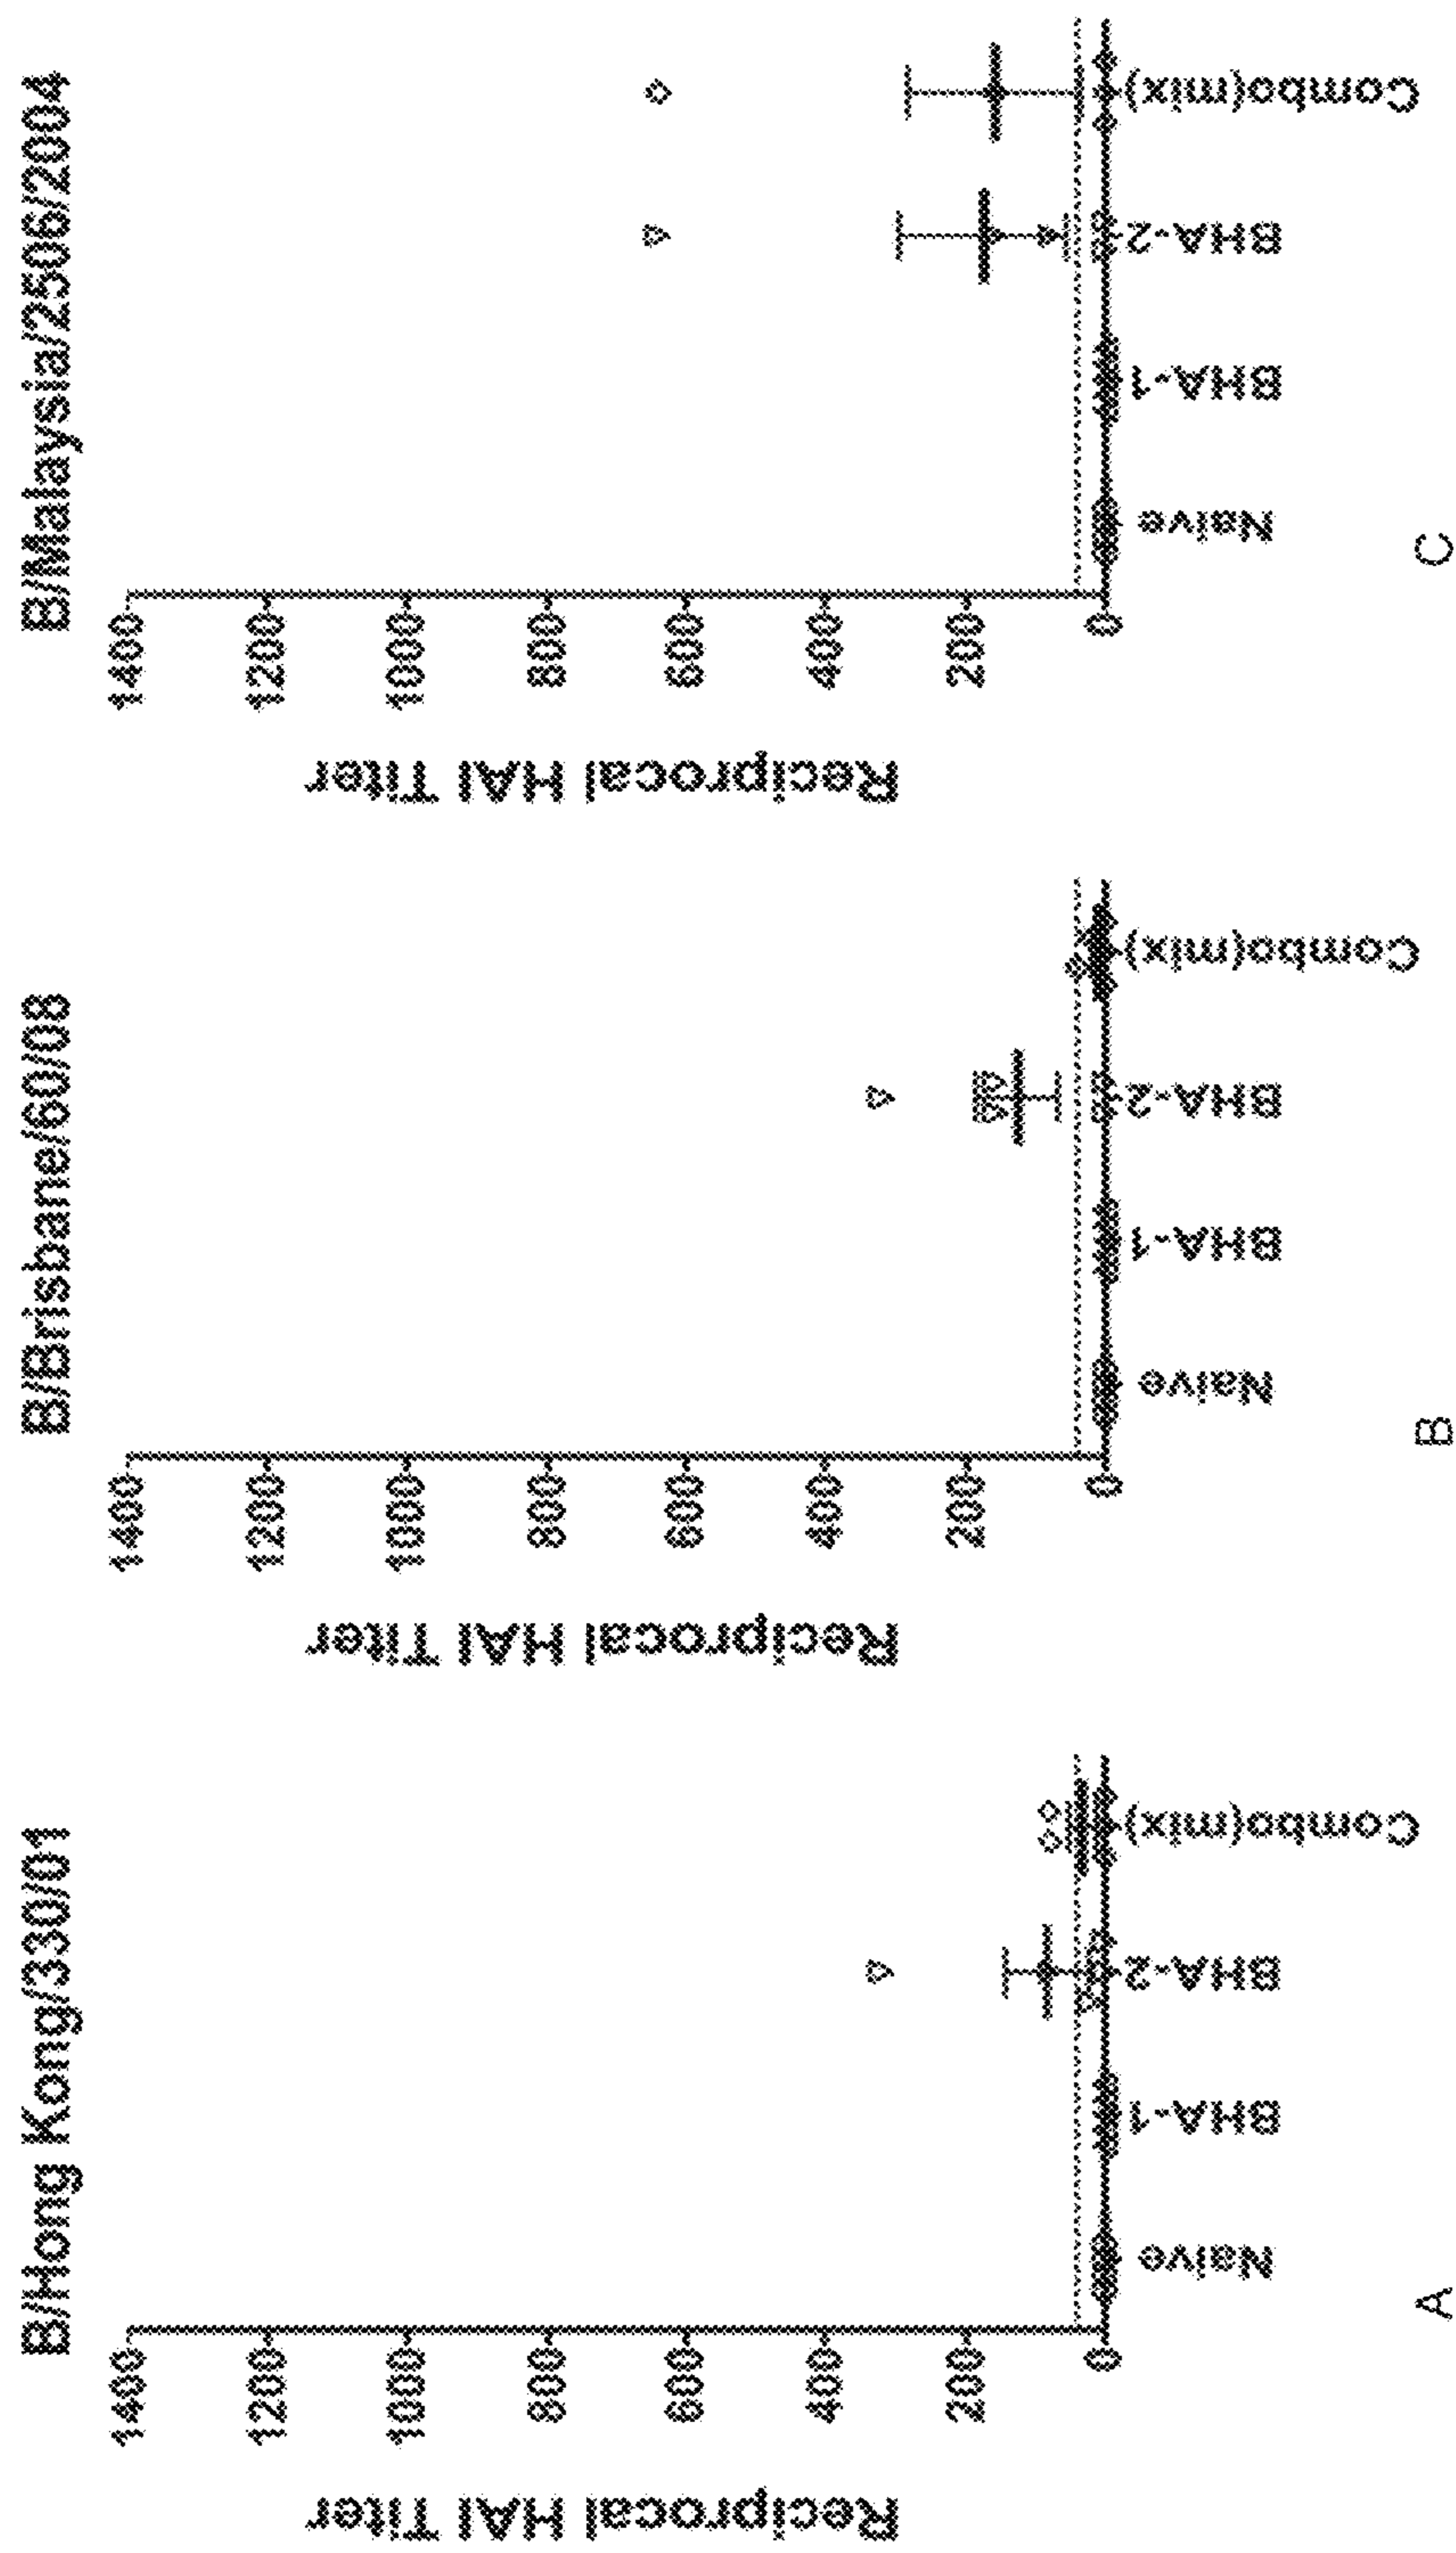 B/Hong Kong/330/01
Reciprocal HAI Titer
1400
1200
1000
800
600
400
200
0
Naive
BHA-1
BHA-2
Combo(mix)
A
B/Brisbane/60/08
Reciprocal HAI Titer
1400
1200
1000
800
600
400
200
0
Naive
BHA-1
BHA-2
Combo(mix)
B
B/Malaysia/2506/2004
Reciprocal HAI Titer
1400
1200
1000
800
600
400
200
0
Naive
BHA-1
BHA-2
Combo(mix)
C